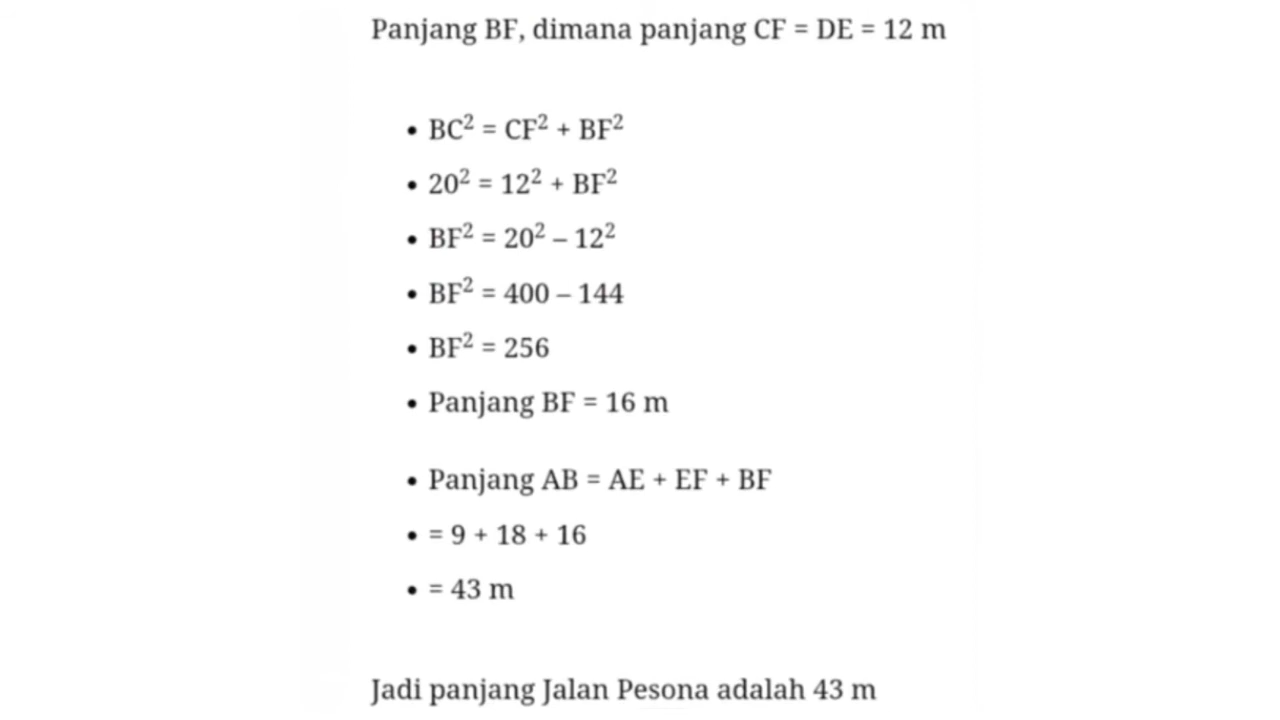 Panjang BF, dimana panjang CF = DE = 12 m
• BC² = CF² + BF²
• 20² = 12² + BF²
• BF² = 20² – 12²
• BF² = 400 – 144
• BF² = 256
• Panjang BF = 16 m
• Panjang AB = AE + EF + BF
• = 9 + 18 + 16
• = 43 m
Jadi panjang Jalan Pesona adalah 43 m